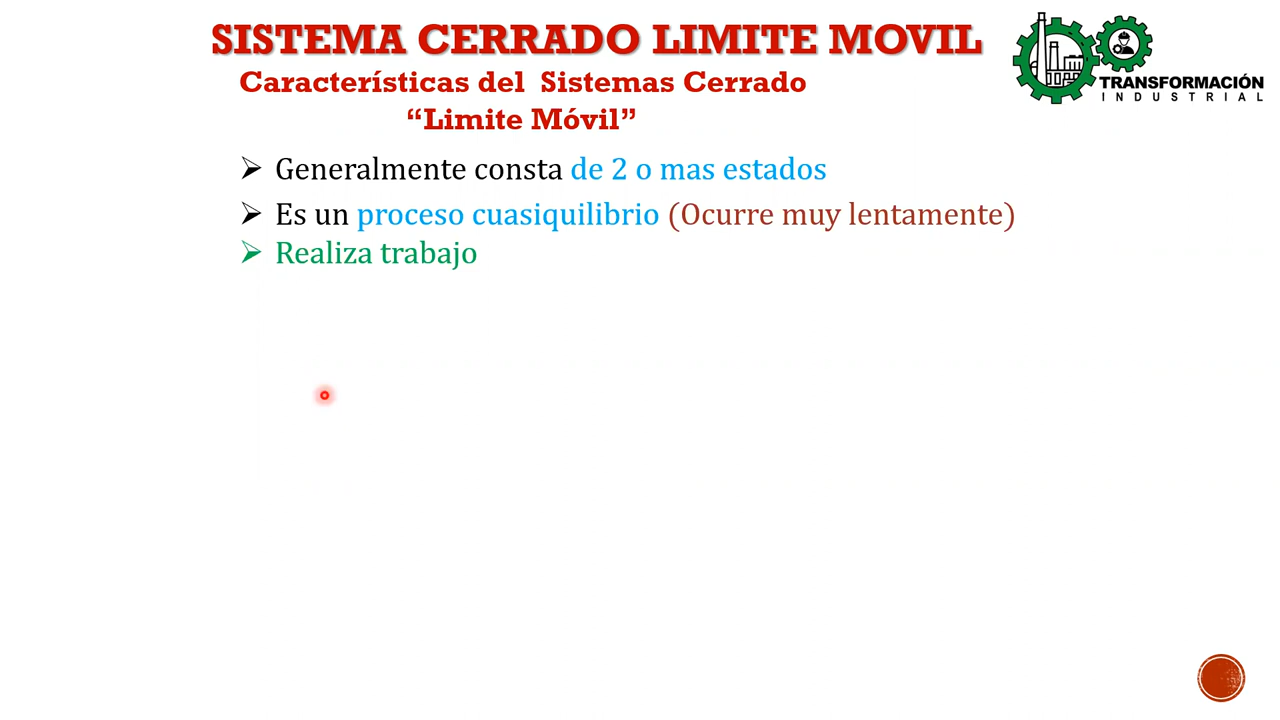 SISTEMA CERRADO LIMITE MOVIL
Características del Sistemas Cerrado
“Limite Móvil”
TRANSFORMACIÓN
INDUSTRIAL
Generalmente consta de 2 o mas estados
Es un proceso cuasiquilibrio (Ocurre muy lentamente)
Realiza trabajo